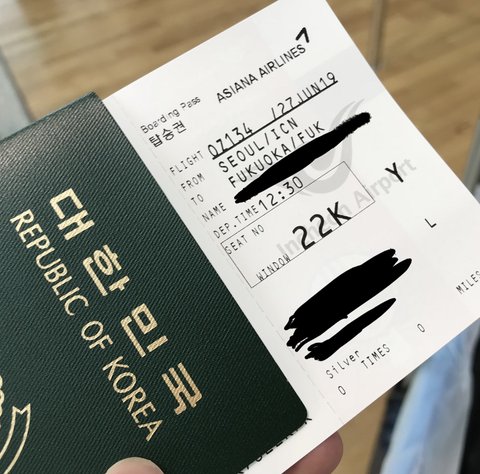 대한민국
REPUBLIC OF KOREA
Boarding Pass ASIANA AIRLINES
탑승권
FLIGHT OZ134 /27JUN19
FROM SEOUL/ICN
TO FUKUOKA/FUK
NAME
DEP.TIME 12:30 Y
SEAT NO 22K
WINDOW
L
MILES
silver TIMES 0
0